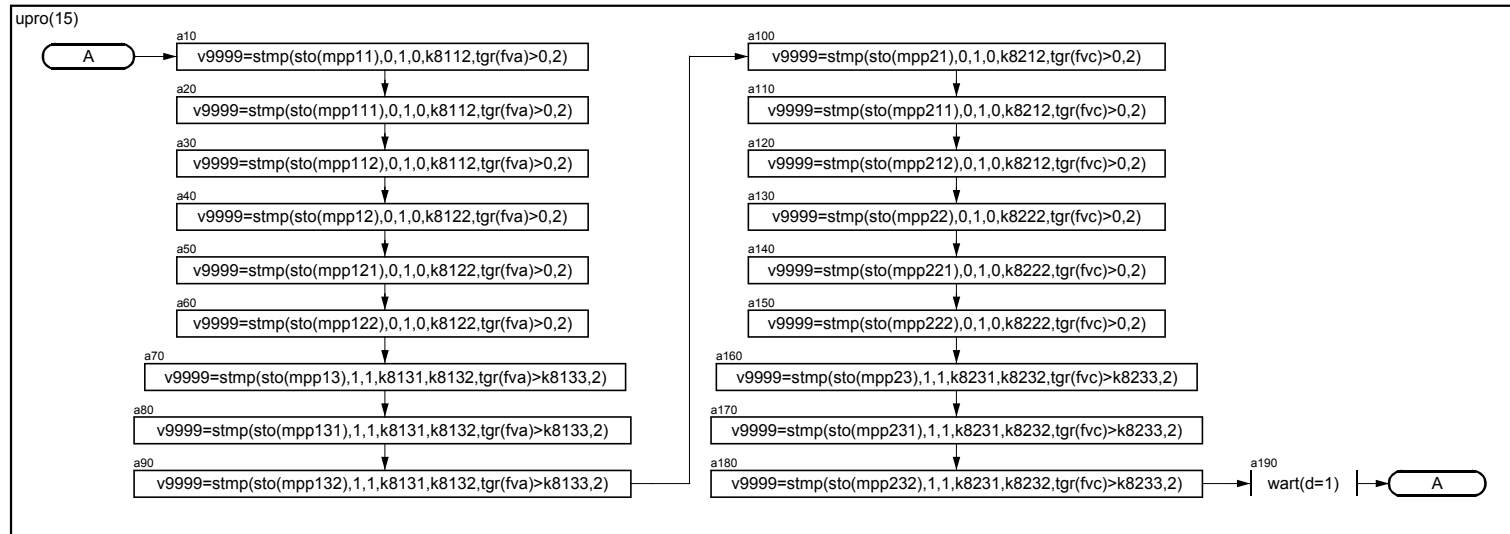 upro(15)
A
a10
v9999=stmp(sto(mpp11),0,1,0,k8112,tgr(fva)>0,2)
a20
v9999=stmp(sto(mpp111),0,1,0,k8112,tgr(fva)>0,2)
a30
v9999=stmp(sto(mpp112),0,1,0,k8112,tgr(fva)>0,2)
a40
v9999=stmp(sto(mpp12),0,1,0,k8122,tgr(fva)>0,2)
a50
v9999=stmp(sto(mpp121),0,1,0,k8122,tgr(fva)>0,2)
a60
v9999=stmp(sto(mpp122),0,1,0,k8122,tgr(fva)>0,2)
a70
v9999=stmp(sto(mpp13),1,1,k8131,k8132,tgr(fva)>k8133,2)
a80
v9999=stmp(sto(mpp131),1,1,k8131,k8132,tgr(fva)>k8133,2)
a90
v9999=stmp(sto(mpp132),1,1,k8131,k8132,tgr(fva)>k8133,2)
a100
v9999=stmp(sto(mpp21),0,1,0,k8212,tgr(fvc)>0,2)
a110
v9999=stmp(sto(mpp211),0,1,0,k8212,tgr(fvc)>0,2)
a120
v9999=stmp(sto(mpp212),0,1,0,k8212,tgr(fvc)>0,2)
a130
v9999=stmp(sto(mpp22),0,1,0,k8222,tgr(fvc)>0,2)
a140
v9999=stmp(sto(mpp221),0,1,0,k8222,tgr(fvc)>0,2)
a150
v9999=stmp(sto(mpp222),0,1,0,k8222,tgr(fvc)>0,2)
a160
v9999=stmp(sto(mpp23),1,1,k8231,k8232,tgr(fvc)>k8233,2)
a170
v9999=stmp(sto(mpp231),1,1,k8231,k8232,tgr(fvc)>k8233,2)
a180
v9999=stmp(sto(mpp232),1,1,k8231,k8232,tgr(fvc)>k8233,2)
a190
wart(d=1)
A